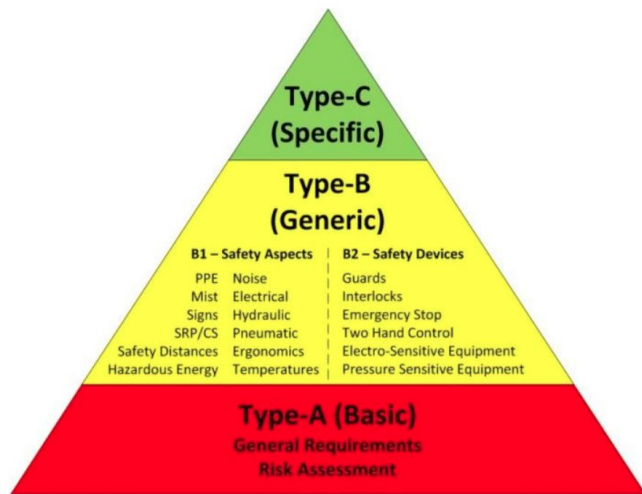 Type-C
(Specific)
Type-B
(Generic)
B1 – Safety Aspects
PPE Noise
Mist Electrical
Signs Hydraulic
SRP/CS Pneumatic
Safety Distances Ergonomics
Hazardous Energy Temperatures
B2 – Safety Devices
Guards
Interlocks
Emergency Stop
Two Hand Control
Electro-Sensitive Equipment
Pressure Sensitive Equipment
Type-A (Basic)
General Requirements
Risk Assessment